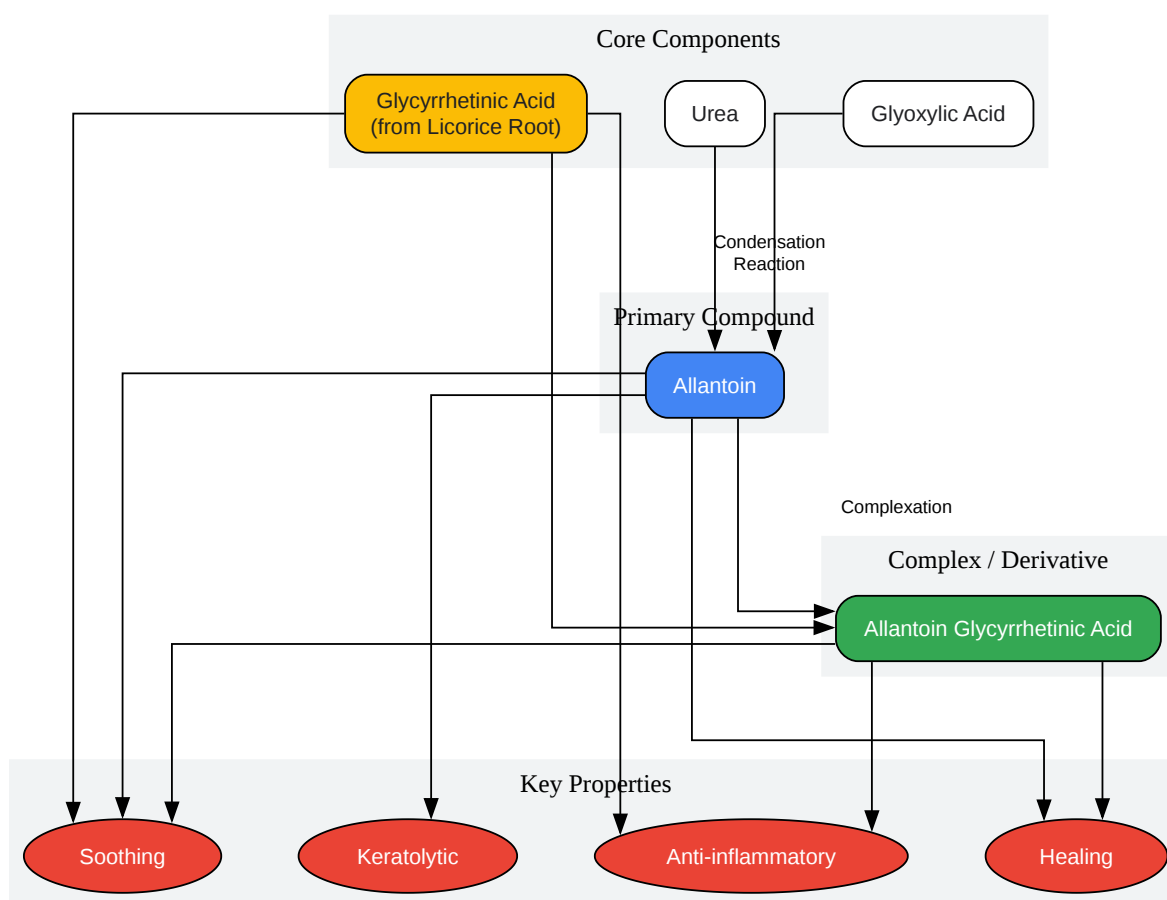 Core Components
Glycyrrhetinic Acid
(from Licorice Root)
Urea
Glyoxylic Acid
Condensation
Reaction
Primary Compound
Allantoin
Complexation
Complex / Derivative
Allantoin Glycyrrhetinic Acid
Key Properties
Soothing
Keratolytic
Anti-inflammatory
Healing